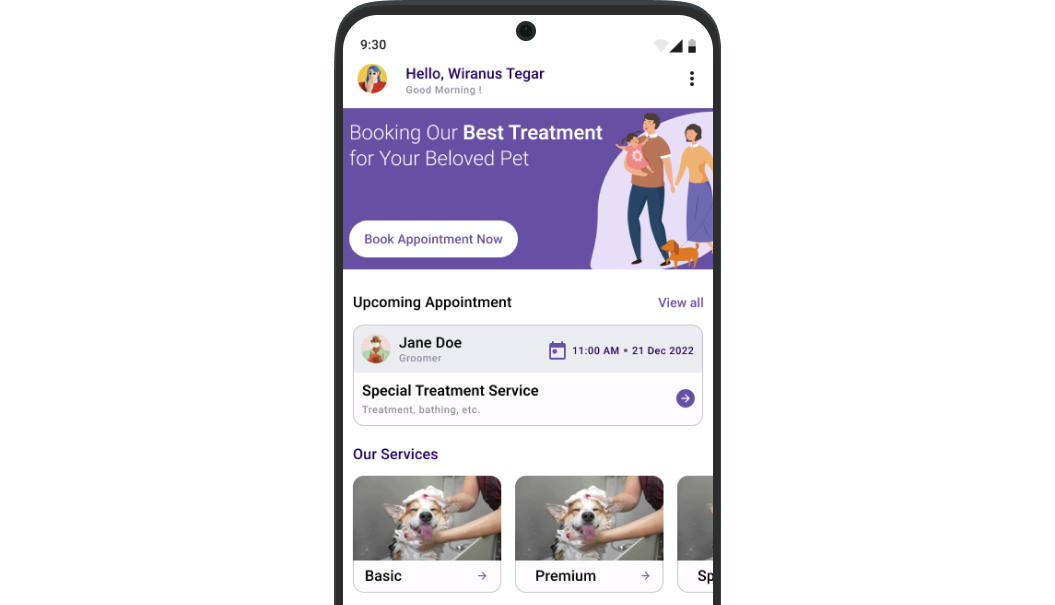 9:30
Hello, Wiranus Tegar
Good Morning !
Booking Our Best Treatment
for Your Beloved Pet
Book Appointment Now
Upcoming Appointment
View all
Jane Doe
Groomer
11:00 AM • 21 Dec 2022
Special Treatment Service
Treatment, bathing, etc.
Our Services
Basic
Premium
Sp